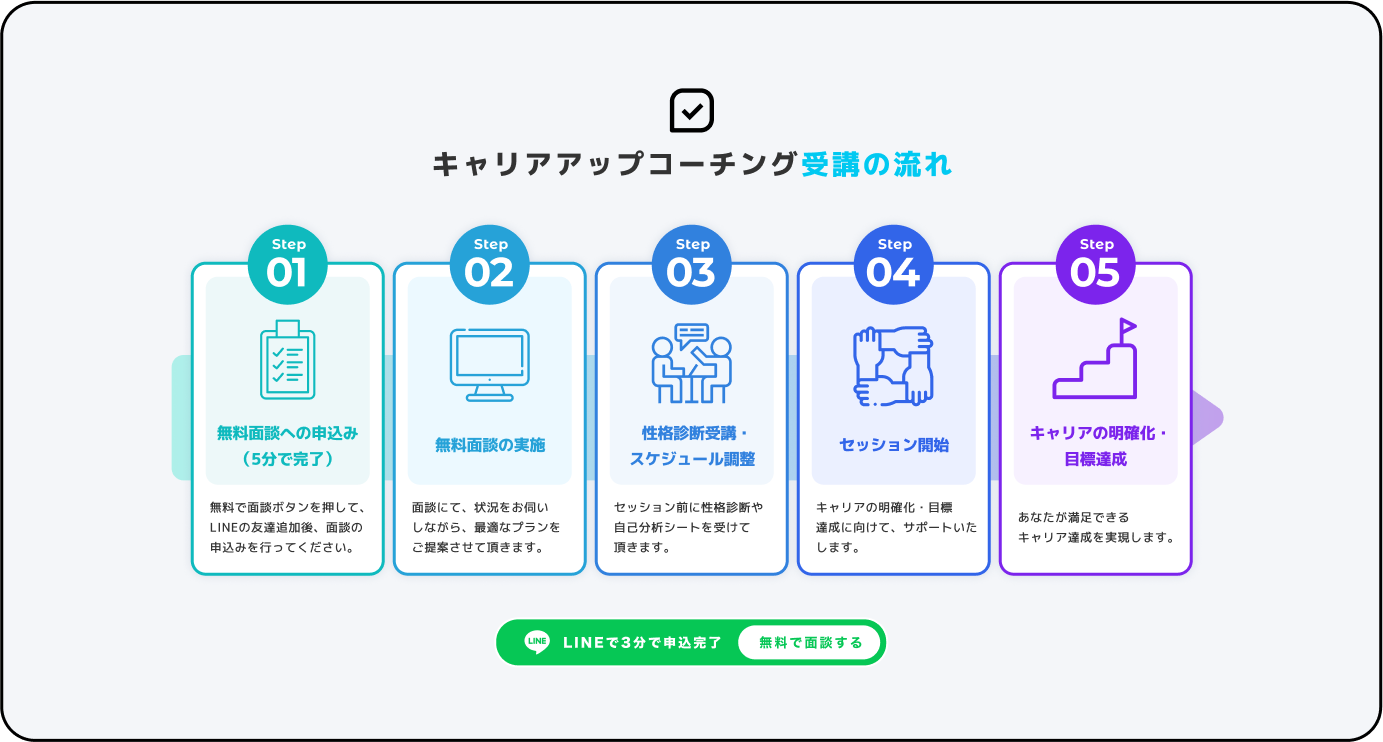 キャリアアップコーチング受講の流れ
Step
01
無料面談への申込み
（5分で完了）
無料で面談ボタンを押して、
LINEの友達追加後、面談の
申込みを行ってください。
Step
02
無料面談の実施
面談にて、状況をお伺い
しながら、最適なプランを
ご提案させて頂きます。
Step
03
性格診断受講・
スケジュール調整
セッション前に性格診断や
自己分析シートを受けて
頂きます。
Step
04
セッション開始
キャリアの明確化・目標
達成に向けて、サポートいた
します。
Step
05
キャリアの明確化・
目標達成
あなたが満足できる
キャリア達成を実現します。
LINE
LINEで3分で申込完了
無料で面談する